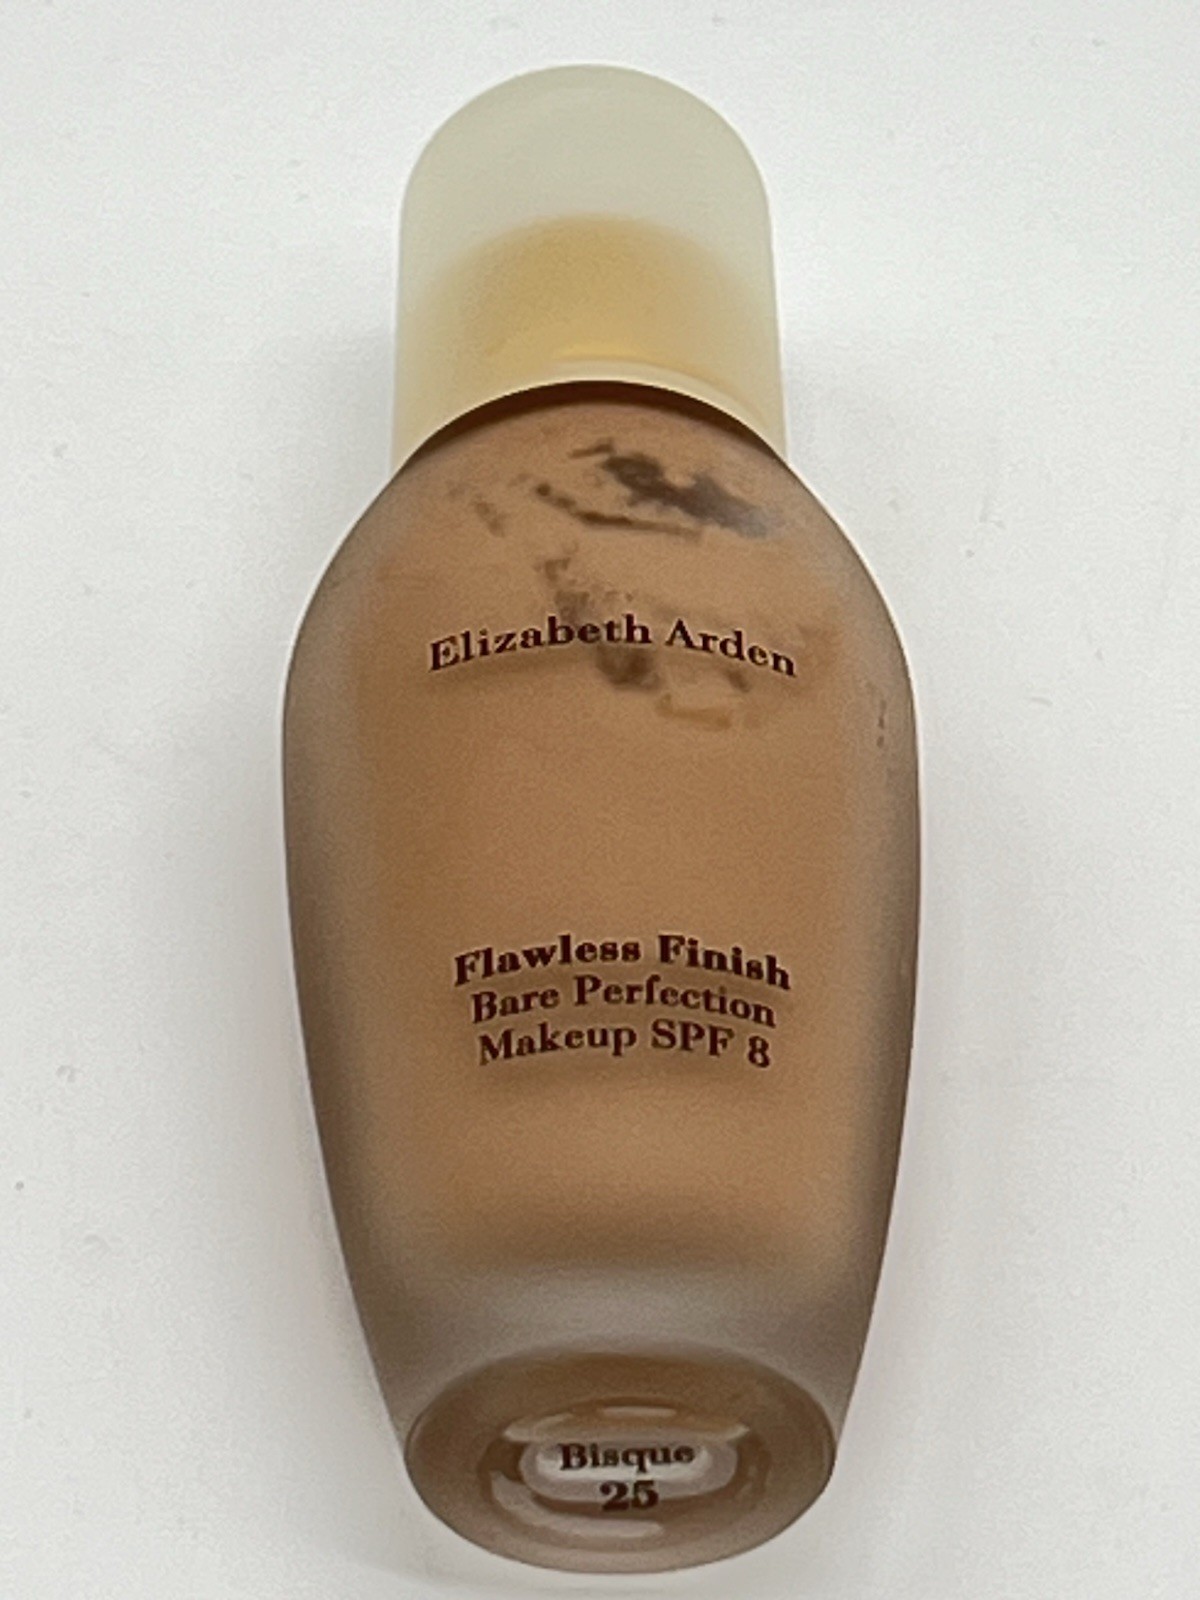 Elizabeth Arden
Flawless Finish
Bare Perfection
Makeup SPF 8
Bisque
25